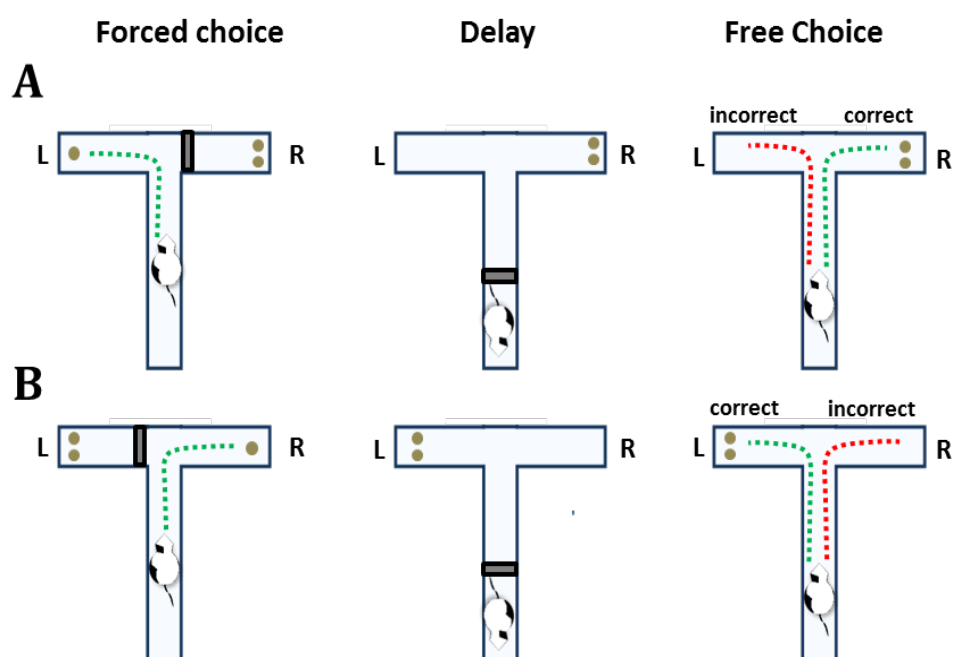 Forced choice Delay Free Choice
A
incorrect correct
L R L R L R
B
correct incorrect
L R L R L R